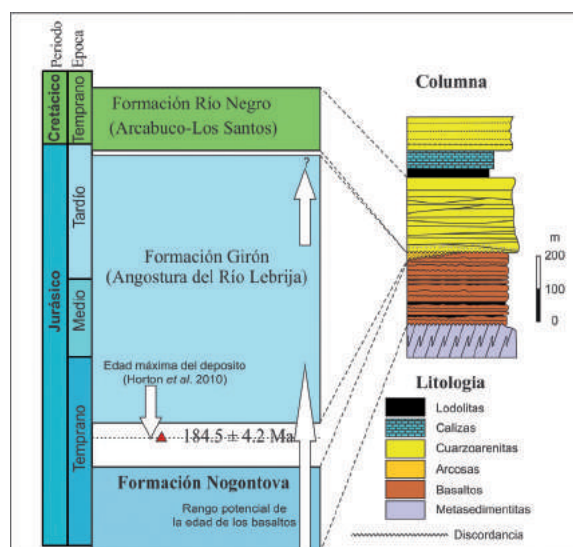 Periodo
Epoca
Cretácico
Temprano
Formación Río Negro
(Arcabuco-Los Santos)
Jurásico
Tardío
?
Formación Girón
(Angostura del Río Lebrija)
Medio
Edad máxima del deposito
(Horton et al. 2010)
184.5 ± 4.2 Ma
Temprano
Formación Nogontova
Rango potencial de
la edad de los basaltos
Columna
m
200
100
0
Litologia
Lodolitas
Calizas
Cuarzoarenitas
Arcosas
Basaltos
Metasedimentitas
Discordancia